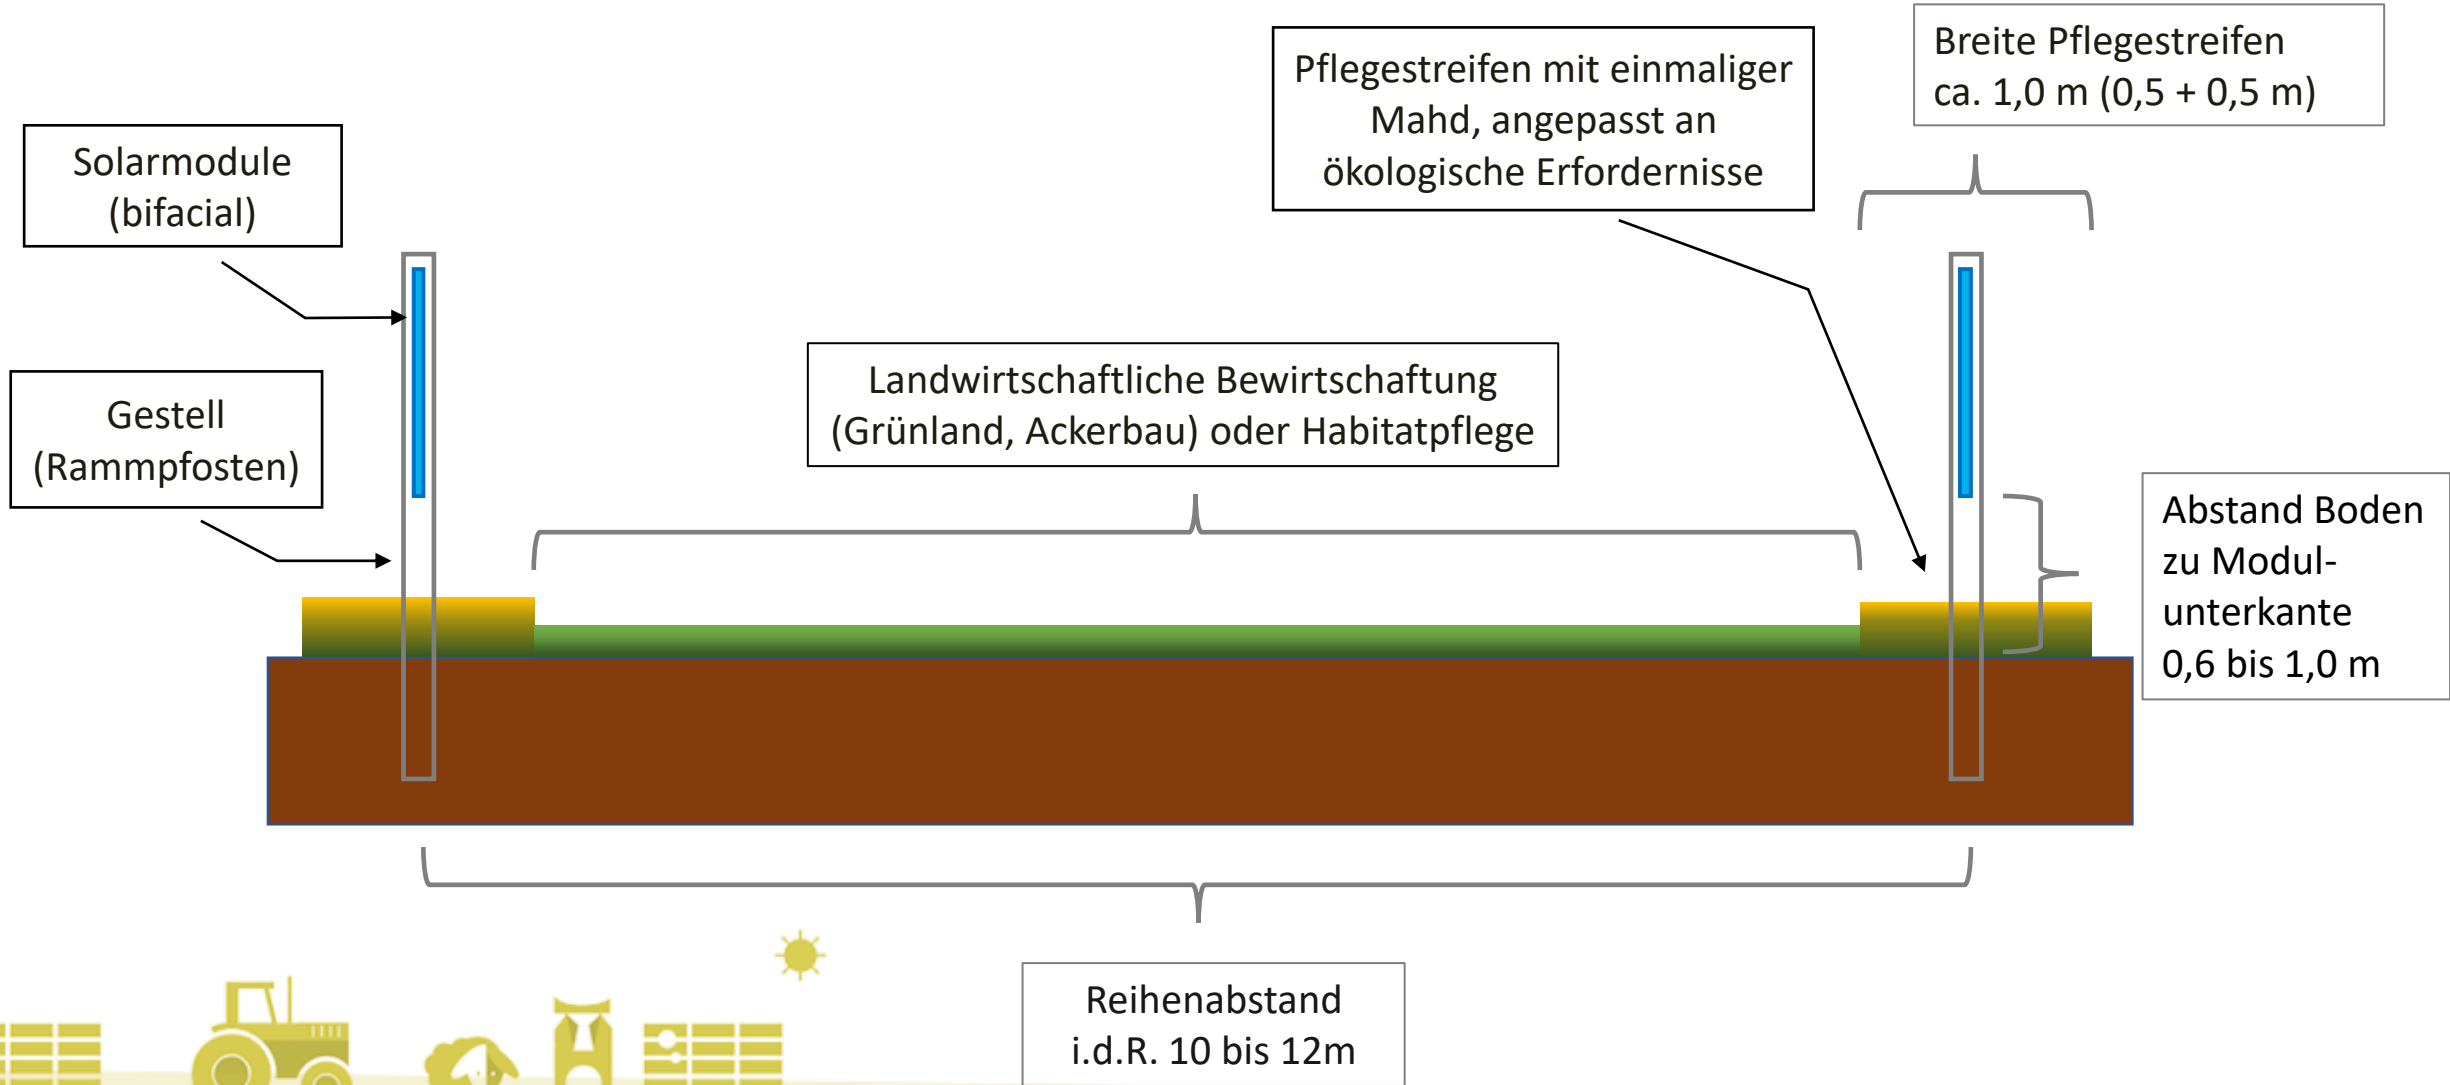 Solarmodule
(bifacial)
Gestell
(Rammpfosten)
Landwirtschaftliche Bewirtschaftung
(Grünland, Ackerbau) oder Habitatpflege
Pflegestreifen mit einmaliger
Mahd, angepasst an
ökologische Erfordernisse
Breite Pflegestreifen
ca. 1,0 m (0,5 + 0,5 m)
Abstand Boden
zu Modul-
unterkante
0,6 bis 1,0 m
Reihenabstand
i.d.R. 10 bis 12m